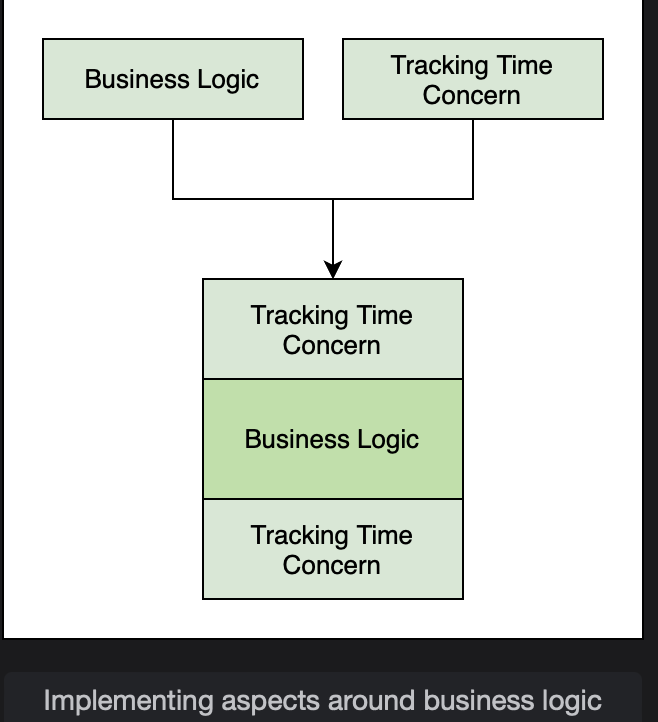 Business Logic
Tracking Time
Concern
Tracking Time
Concern
Business Logic
Tracking Time
Concern
Implementing aspects around business logic